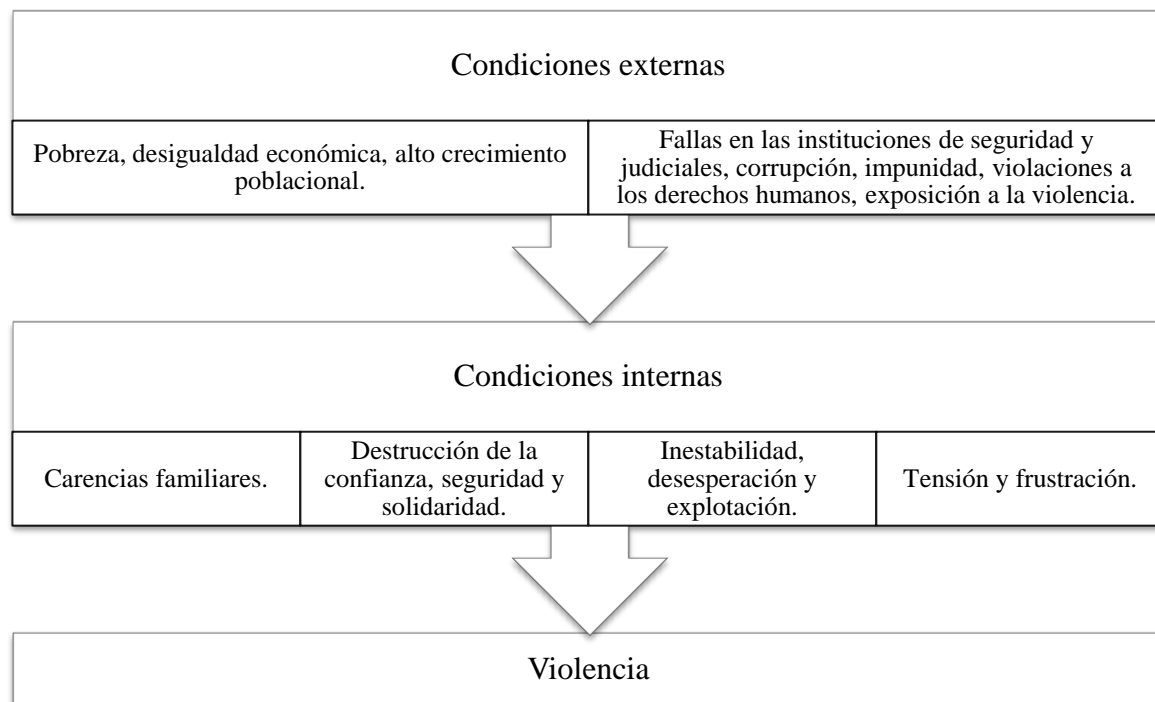 Condiciones externas
Pobreza, desigualdad económica, alto crecimiento
poblacional.
Fallas en las instituciones de seguridad y
judiciales, corrupción, impunidad, violaciones a
los derechos humanos, exposición a la violencia.
Condiciones internas
Carencias familiares.
Destrucción de la
confianza, seguridad y
solidaridad.
Inestabilidad,
desesperación y
explotación.
Tensión y frustración.
Violencia